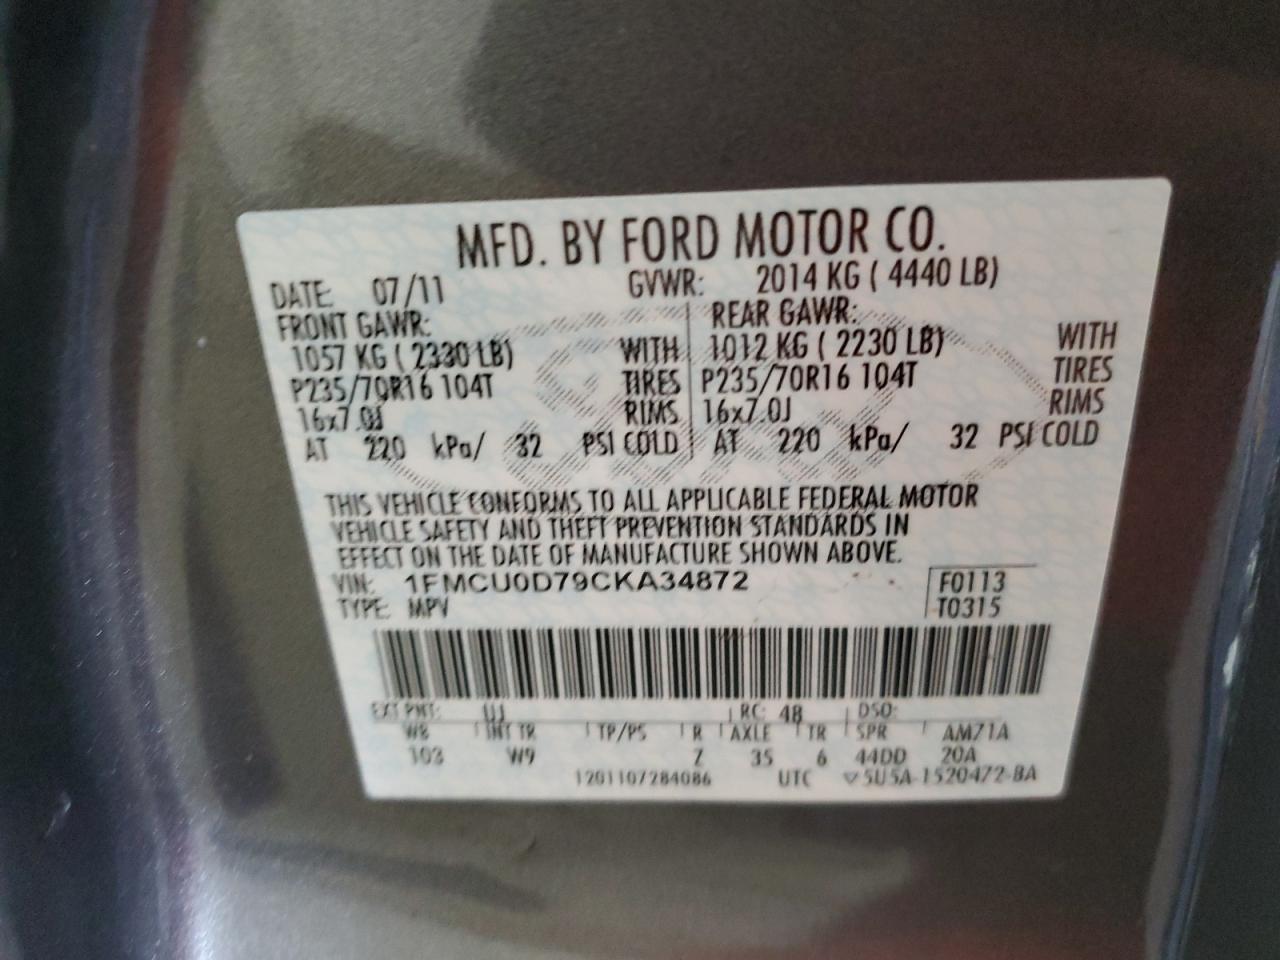 MFD. BY FORD MOTOR CO.
DATE: 07/11 GVWR: 2014 KG ( 4440 LB)
FRONT GAWR: REAR GAWR:
1057 KG ( 2330 LB) WITH 1012 KG ( 2230 LB) WITH
P235/70R16 104T TIRES P235/70R16 104T TIRES
16x7.0J RIMS 16x7.0J RIMS
AT 220 kPa/ 32 PSI COLD AT 220 kPa/ 32 PSI COLD
THIS VEHICLE CONFORMS TO ALL APPLICABLE FEDERAL MOTOR
VEHICLE SAFETY AND THEFT PREVENTION STANDARDS IN
EFFECT ON THE DATE OF MANUFACTURE SHOWN ABOVE.
VIN: 1FMCU0D79CKA34872 F0113
TYPE: MPV T0315
EXT PNT: UJ RC: 48 DSO:
WB INT TR TP/PS R AXLE TR SPR AM71A
103 W9 Z 35 6 44DD 20A
1201107284086 UTC ▽5U5A-1520472-BA